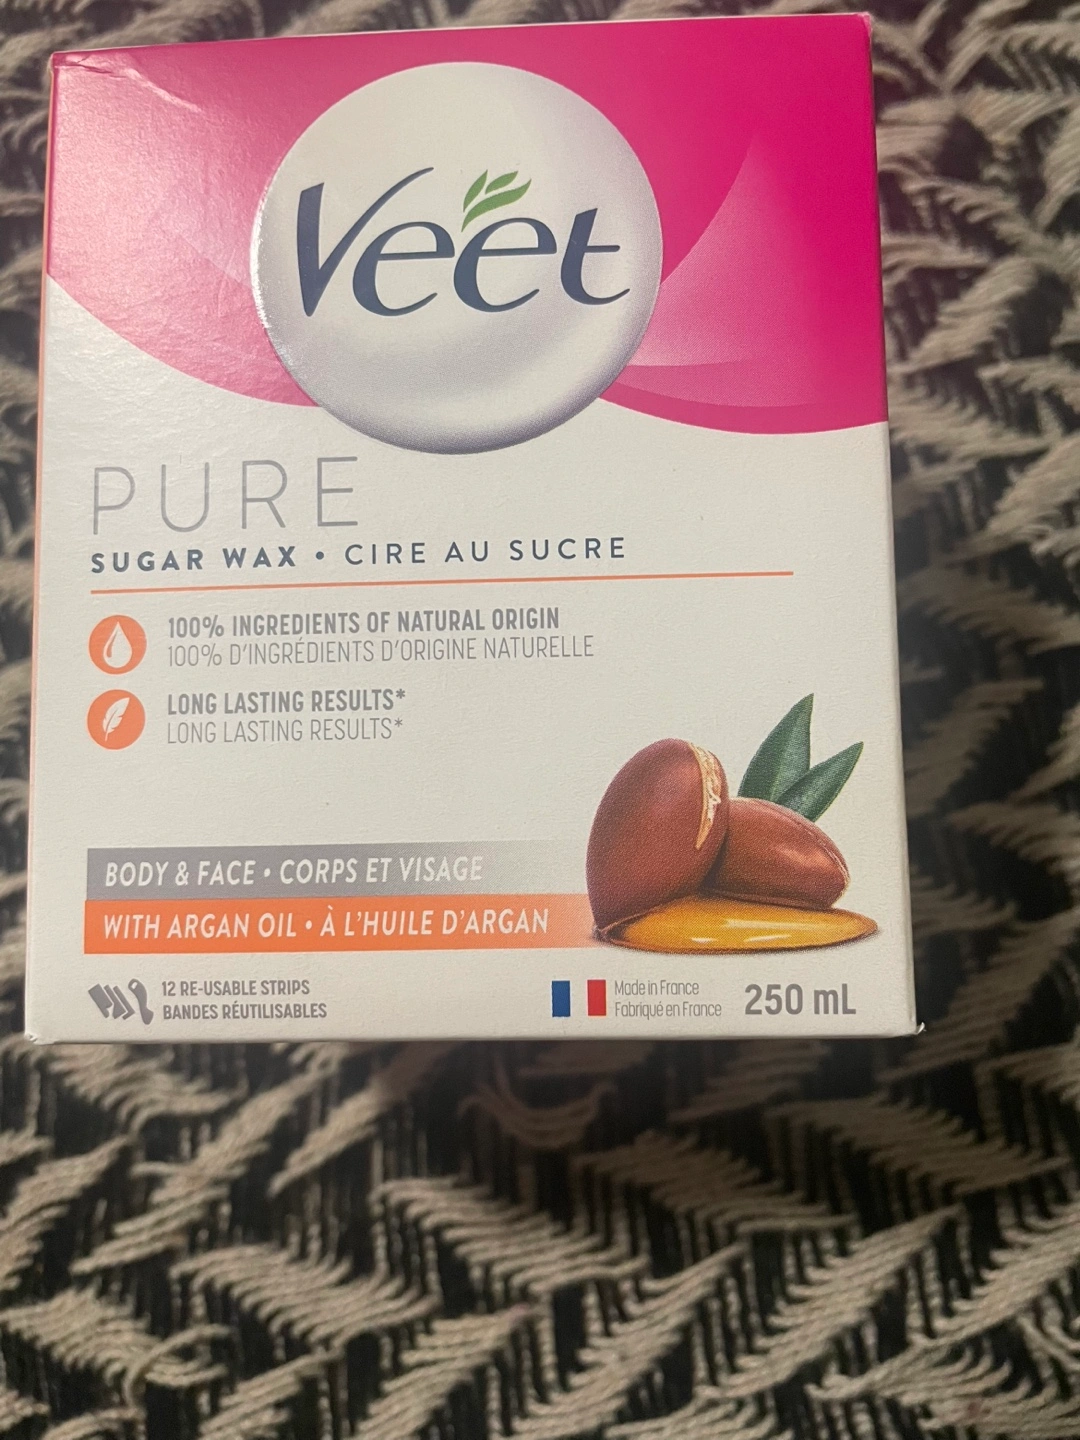 Veet
PURE
SUGAR WAX • CIRE AU SUCRE
100% INGREDIENTS OF NATURAL ORIGIN
100% D'INGRÉDIENTS D'ORIGINE NATURELLE
LONG LASTING RESULTS*
LONG LASTING RESULTS*
BODY & FACE • CORPS ET VISAGE
WITH ARGAN OIL • À L'HUILE D'ARGAN
12 RE-USABLE STRIPS
BANDES RÉUTILISABLES
Made in France
Fabriqué en France
250 mL